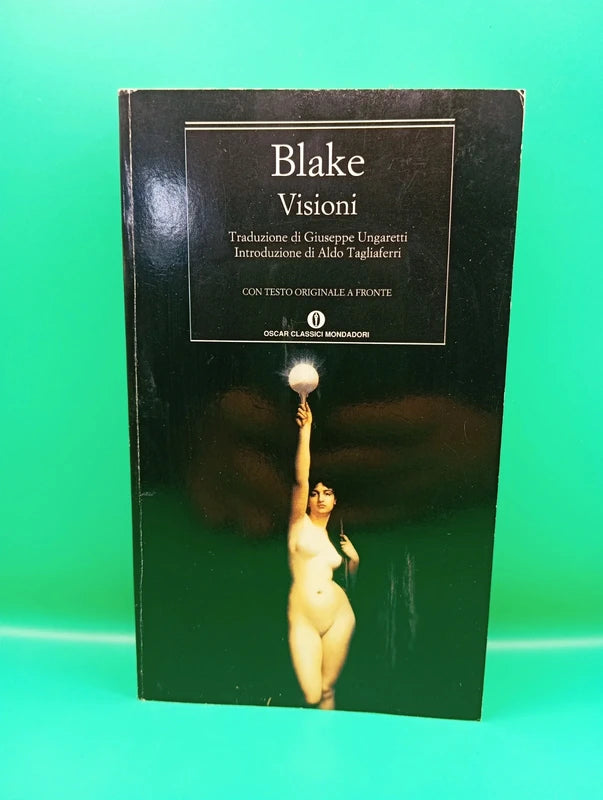 Blake
Visioni
Traduzione di Giuseppe Ungaretti
Introduzione di Aldo Tagliaferri
CON TESTO ORIGINALE A FRONTE
OSCAR CLASSICI MONDADORI